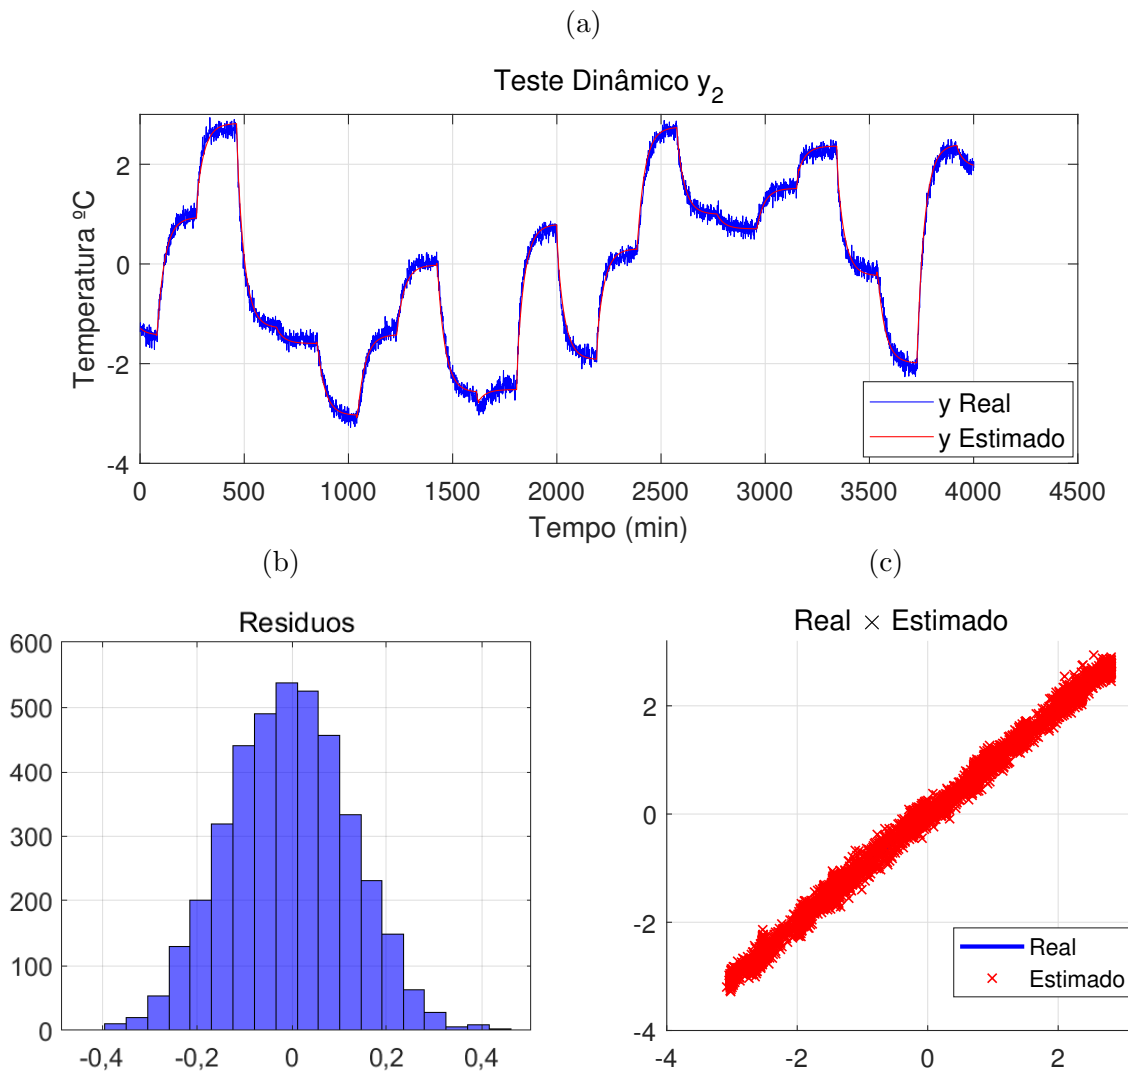 (a)
Teste Dinâmico y2
Temperatura ºC
2
0
-2
-4
0 500 1000 1500 2000 2500 3000 3500 4000 4500
Tempo (min)
y Real
y Estimado
(b)
Residuos
600
500
400
300
200
100
0
-0,4 -0,2 0 0,2 0,4
(c)
Real × Estimado
2
0
-2
-4
-4 -2 0 2
Real
Estimado